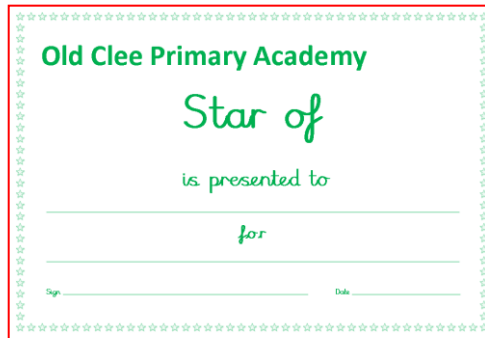 Old Clee Primary Academy
Star of
is presented to
for
Sign Date